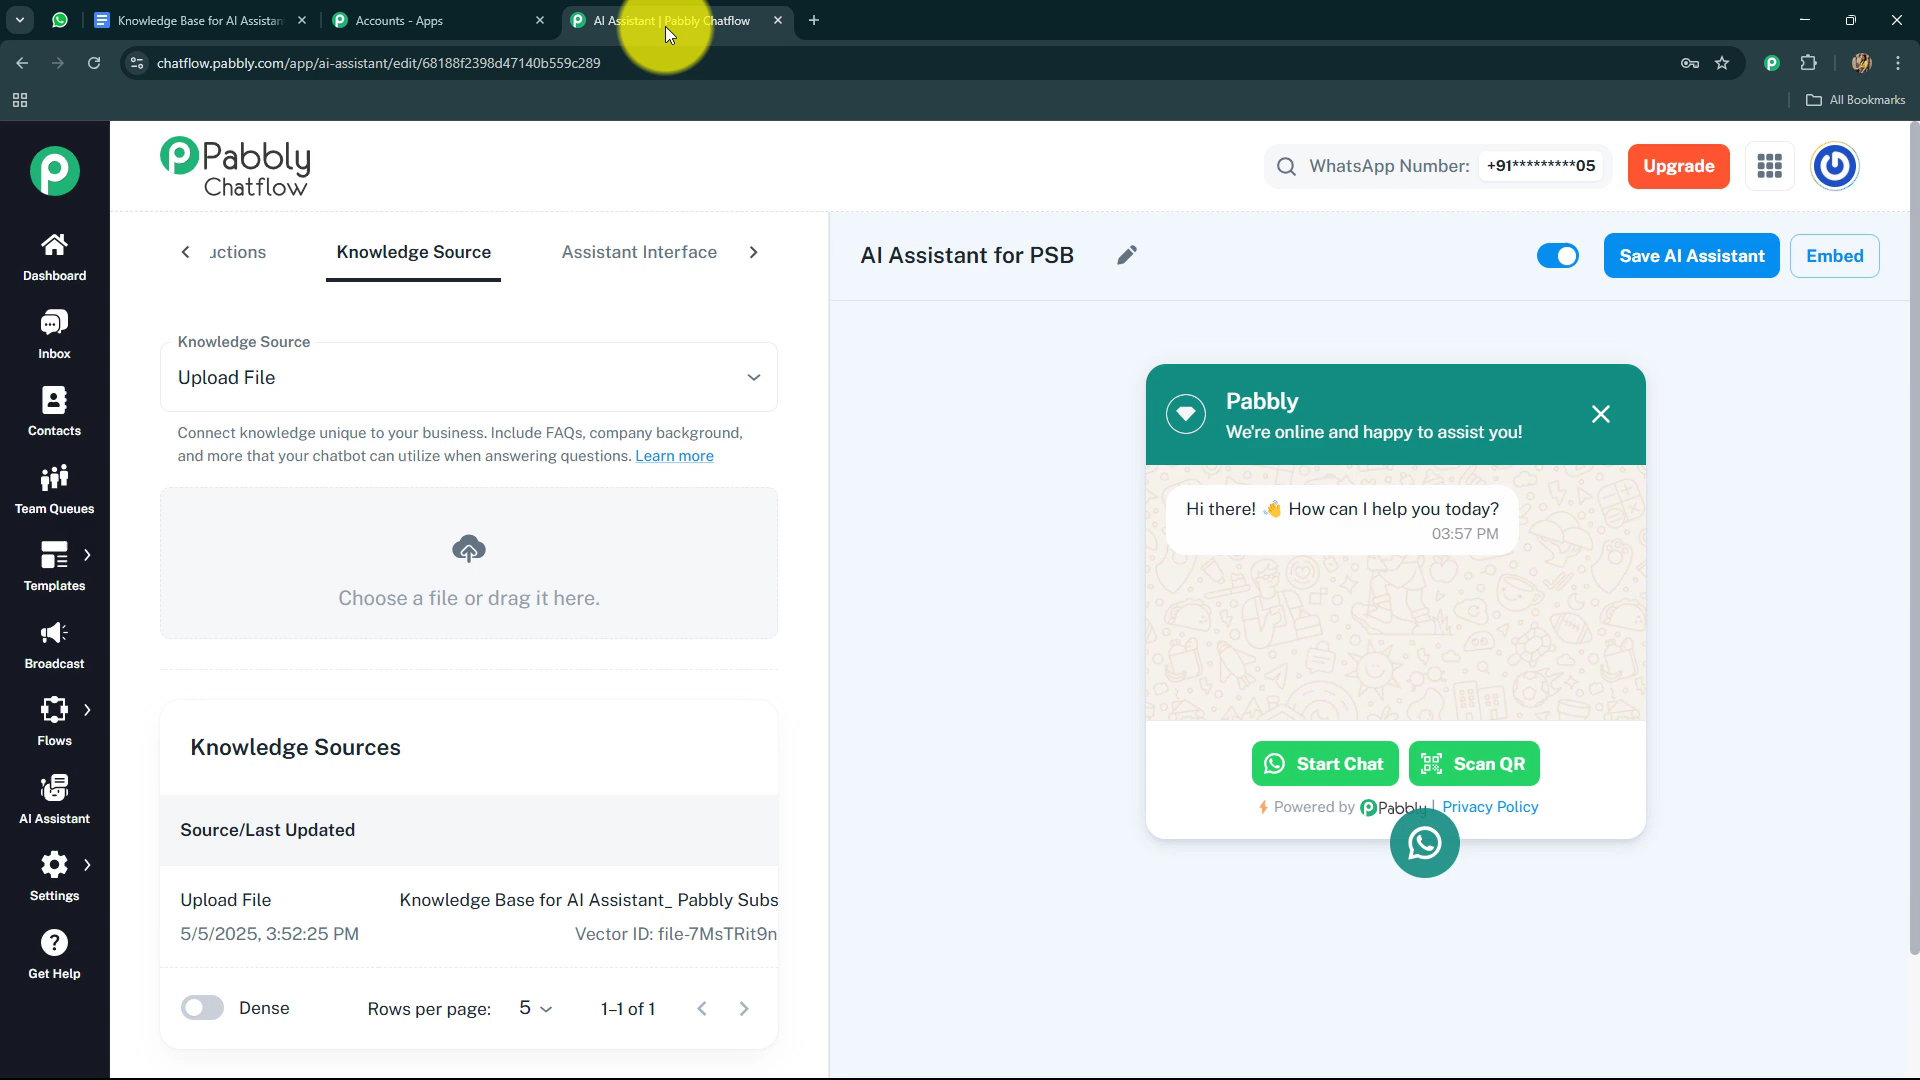 Knowledge Base for AI Assistan
Accounts - Apps
AI Assistant | Pabbly Chatflow
chatflow.pabbly.com/app/ai-assistant/edit/68188f2398d47140b559c289
All Bookmarks
Pabbly
Chatflow
WhatsApp Number: +91*********05
Upgrade
Dashboard
Inbox
Contacts
Team Queues
Templates
Broadcast
Flows
AI Assistant
Settings
Get Help
uctions
Knowledge Source
Assistant Interface
Knowledge Source
Upload File
Connect knowledge unique to your business. Include FAQs, company background,
and more that your chatbot can utilize when answering questions. Learn more
Choose a file or drag it here.
Knowledge Sources
Source/Last Updated
Upload File
Knowledge Base for AI Assistant_ Pabbly Subs
5/5/2025, 3:52:25 PM
Vector ID: file-7MsTRit9n
Dense
Rows per page: 5
1–1 of 1
AI Assistant for PSB
Save AI Assistant
Embed
Pabbly
We're online and happy to assist you!
Hi there! 👋 How can I help you today?
03:57 PM
Start Chat
Scan QR
Powered by Pabbly | Privacy Policy